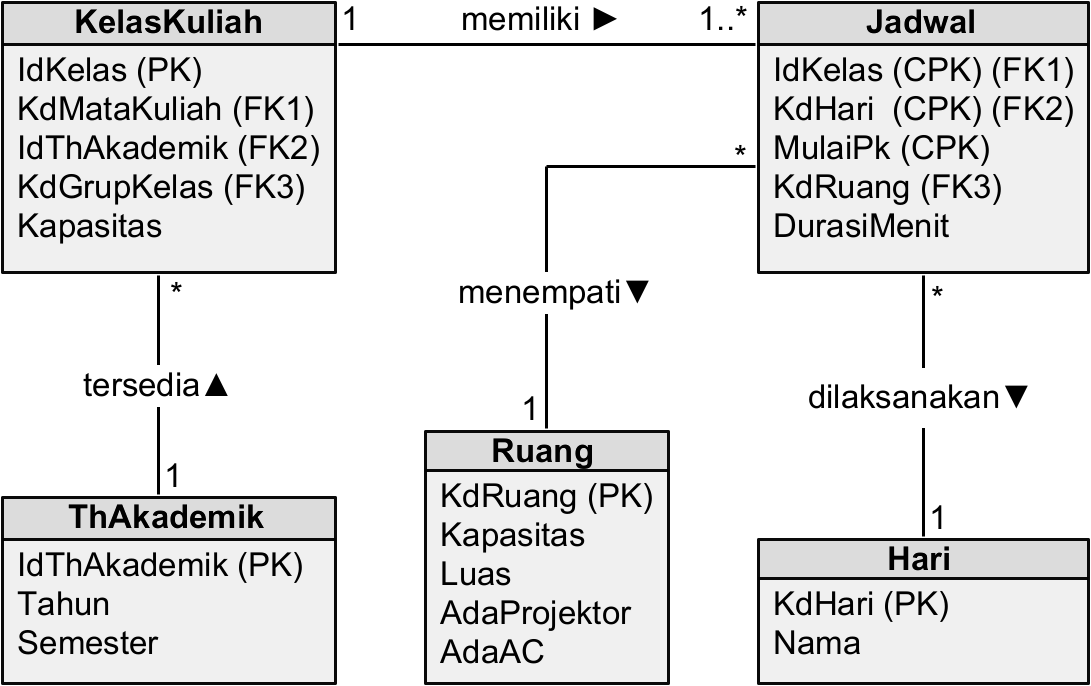 KelasKuliah
IdKelas (PK)
KdMataKuliah (FK1)
IdThAkademik (FK2)
KdGrupKelas (FK3)
Kapasitas
1
memiliki ►
1..*
Jadwal
IdKelas (CPK) (FK1)
KdHari  (CPK) (FK2)
MulaiPk (CPK)
KdRuang (FK3)
DurasiMenit
*
tersedia▲
1
ThAkademik
IdThAkademik (PK)
Tahun
Semester
*
menempati▼
1
Ruang
KdRuang (PK)
Kapasitas
Luas
AdaProjektor
AdaAC
*
dilaksanakan▼
1
Hari
KdHari (PK)
Nama